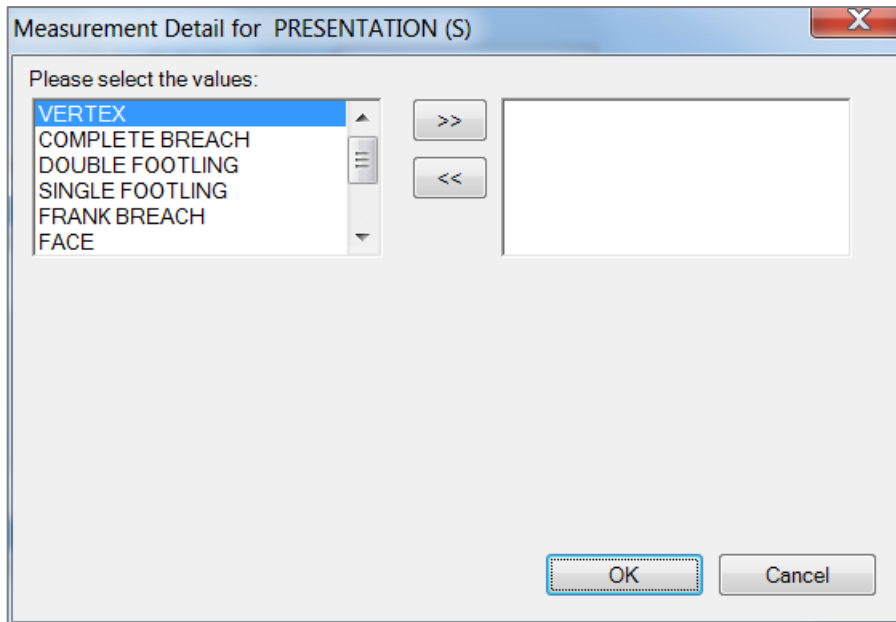 Measurement Detail for PRESENTATION (S)
X
Please select the values:
VERTEX
COMPLETE BREACH
DOUBLE FOOTLING
SINGLE FOOTLING
FRANK BREACH
FACE
>>
<<
OK
Cancel